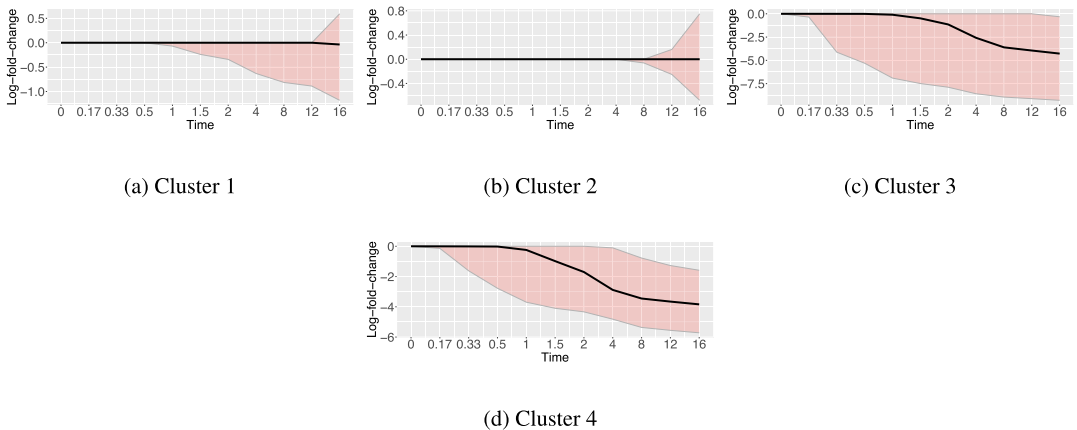 Log−fold−change
0.5
0.0
−0.5
−1.0
0 0.17 0.33 0.5 1 1.5 2 4 8 12 16
Time
(a) Cluster 1
Log−fold−change
0.8
0.4
0.0
−0.4
0 0.17 0.33 0.5 1 1.5 2 4 8 12 16
Time
(b) Cluster 2
Log−fold−change
0.0
−2.5
−5.0
−7.5
0 0.17 0.33 0.5 1 1.5 2 4 8 12 16
Time
(c) Cluster 3
Log−fold−change
0
−2
−4
−6
0 0.17 0.33 0.5 1 1.5 2 4 8 12 16
Time
(d) Cluster 4